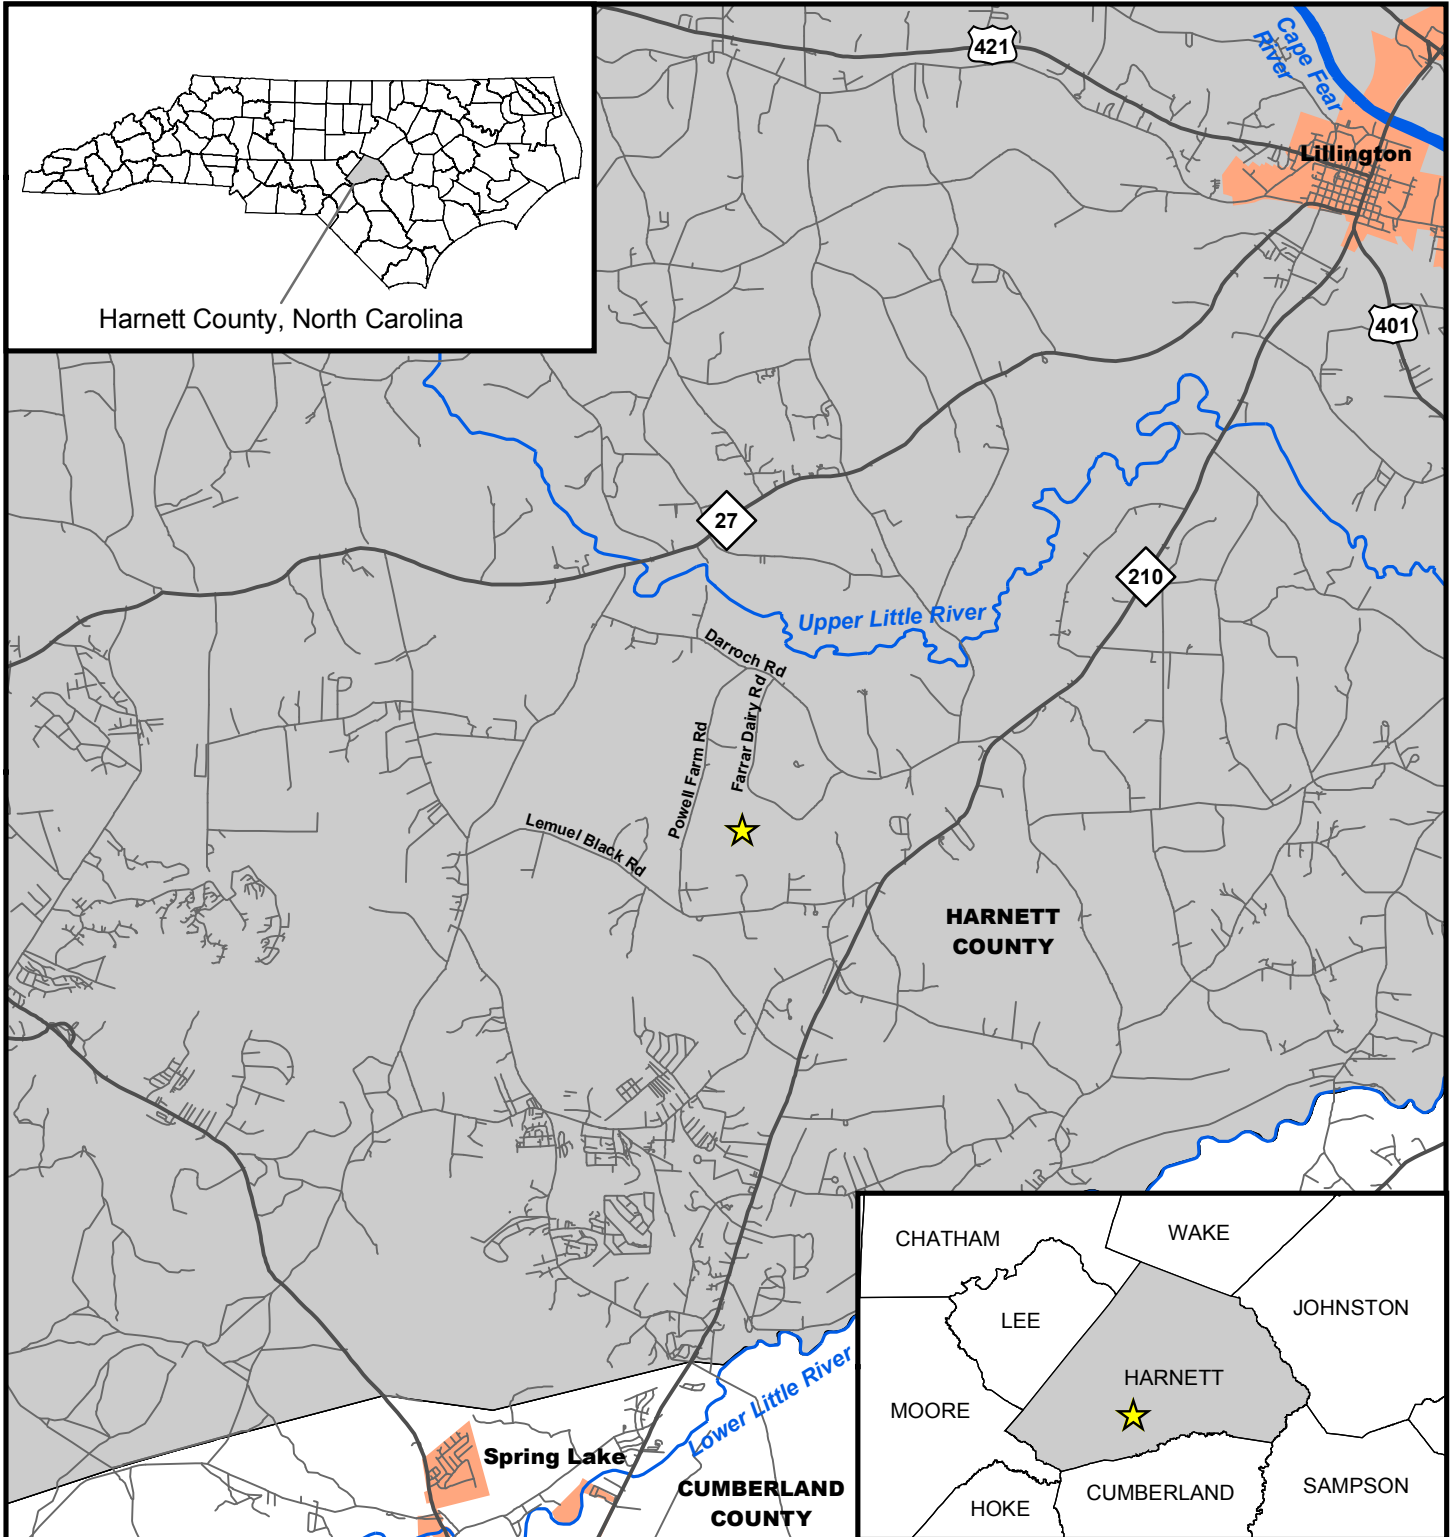 421
Cape Fear
River
Lillington
Harnett County, North Carolina
401
27
210
Upper Little River
Darroch Rd
Farrar Dairy Rd
Powell Farm Rd
Lemuel Black Rd
HARNETT
COUNTY
CHATHAM
WAKE
LEE
JOHNSTON
HARNETT
MOORE
Lower Little River
Spring Lake
CUMBERLAND
COUNTY
HOKE
CUMBERLAND
SAMPSON